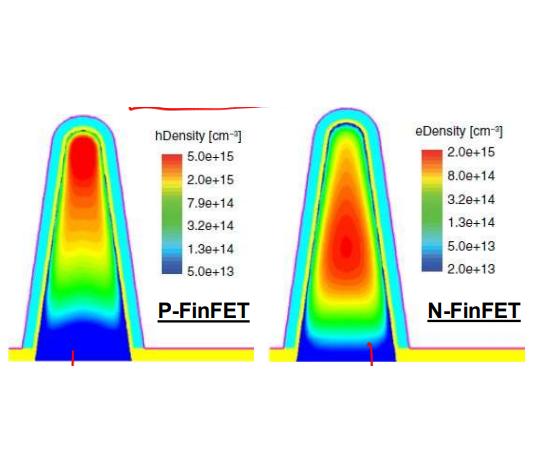 hDensity [cm⁻³]
5.0e+15
2.0e+15
7.9e+14
3.2e+14
1.3e+14
5.0e+13
P-FinFET
eDensity [cm⁻³]
2.0e+15
8.0e+14
3.2e+14
1.3e+14
5.0e+13
2.0e+13
N-FinFET